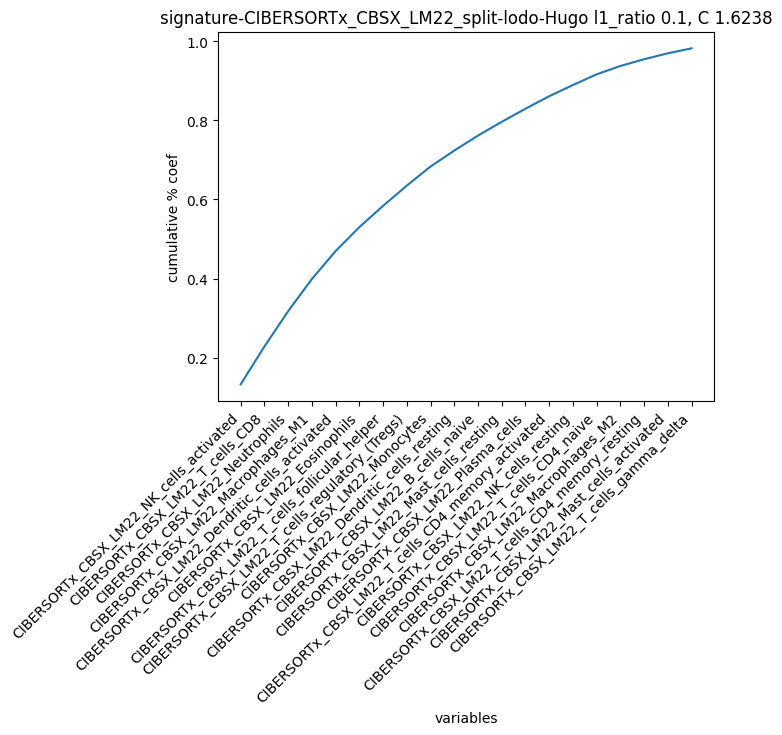 signature-CIBERSORTx_CBSX_LM22_split-lodo-Hugo l1_ratio 0.1, C 1.6238
1.0
0.8
0.6
0.4
0.2
cumulative % coef
CIBERSORTx_CBSX_LM22_NK_cells_activated
CIBERSORTx_CBSX_LM22_T_cells_CD8
CIBERSORTx_CBSX_LM22_Neutrophils
CIBERSORTx_CBSX_LM22_Macrophages_M1
CIBERSORTx_CBSX_LM22_Dendritic_cells_activated
CIBERSORTx_CBSX_LM22_Eosinophils
CIBERSORTx_CBSX_LM22_T_cells_follicular_helper
CIBERSORTx_CBSX_LM22_T_cells_regulatory_(Tregs)
CIBERSORTx_CBSX_LM22_Monocytes
CIBERSORTx_CBSX_LM22_Dendritic_cells_resting
CIBERSORTx_CBSX_LM22_B_cells_naive
CIBERSORTx_CBSX_LM22_Mast_cells_resting
CIBERSORTx_CBSX_LM22_Plasma_cells
CIBERSORTx_CBSX_LM22_T_cells_CD4_memory_activated
CIBERSORTx_CBSX_LM22_NK_cells_resting
CIBERSORTx_CBSX_LM22_T_cells_CD4_naive
CIBERSORTx_CBSX_LM22_Macrophages_M2
CIBERSORTx_CBSX_LM22_T_cells_CD4_memory_resting
CIBERSORTx_CBSX_LM22_Mast_cells_activated
CIBERSORTx_CBSX_LM22_T_cells_gamma_delta
variables